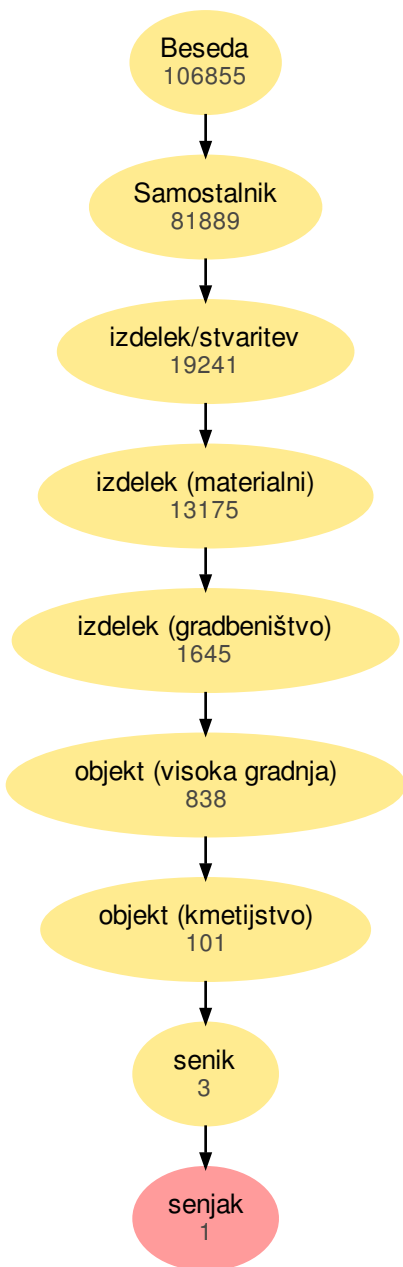 Beseda
106855
Samostalnik
81889
izdelek/stvaritev
19241
izdelek (materialni)
13175
izdelek (gradbeništvo)
1645
objekt (visoka gradnja)
838
objekt (kmetijstvo)
101
senik
3
senjak
1